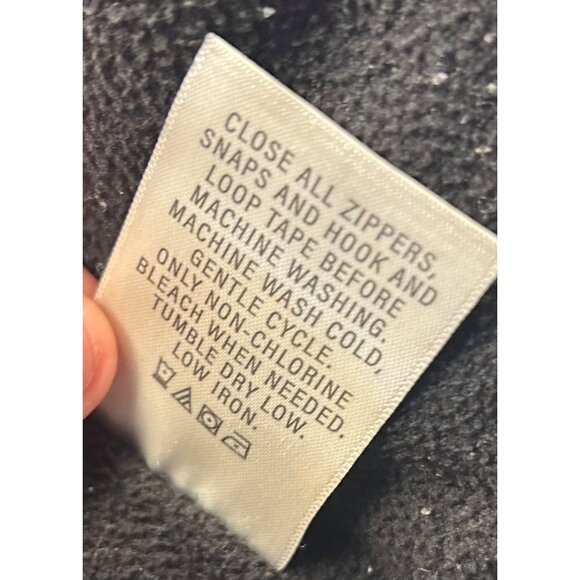 CLOSE ALL ZIPPERS,
SNAPS AND HOOK AND
LOOP TAPE BEFORE
MACHINE WASHING.
MACHINE WASH COLD,
GENTLE CYCLE.
ONLY NON-CHLORINE
BLEACH WHEN NEEDED.
TUMBLE DRY LOW.
LOW IRON.